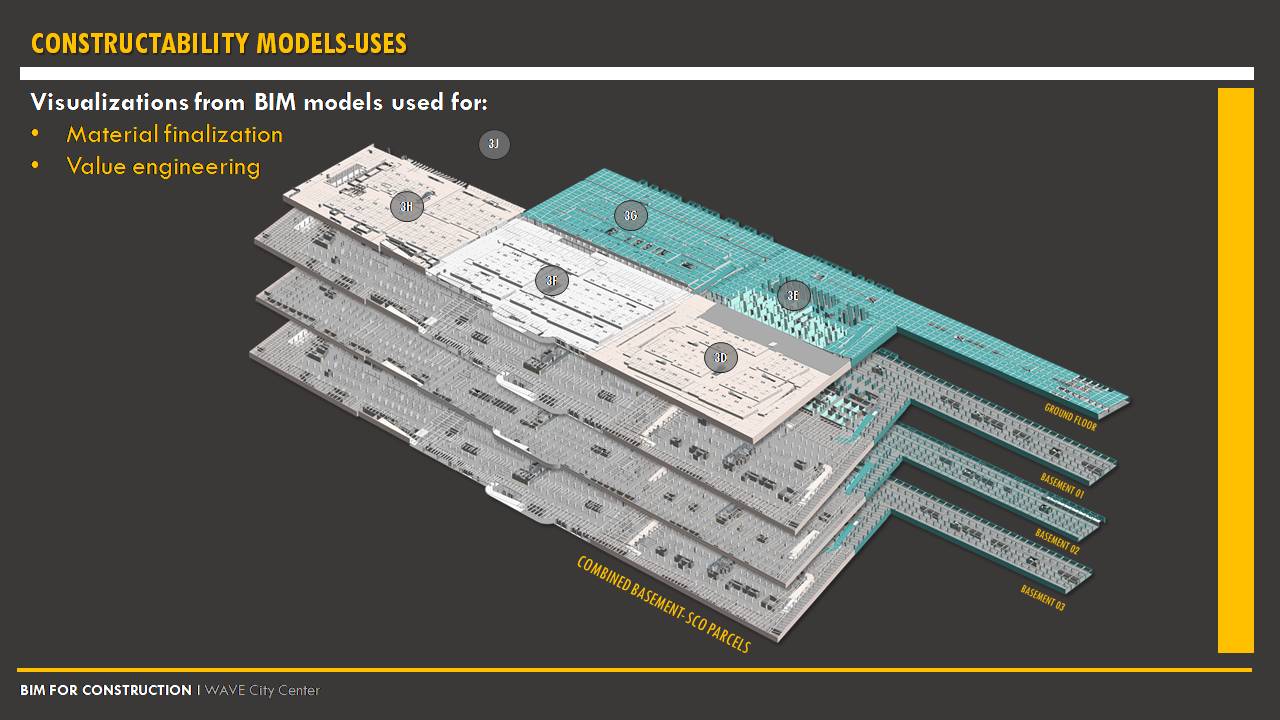 CONSTRUCTABILITY MODELS-USES
Visualizations from BIM models used for:
• Material finalization
• Value engineering
3J
3H
3G
3F
3E
3D
GROUND FLOOR
BASEMENT 01
BASEMENT 02
BASEMENT 03
COMBINED BASEMENT-SCO PARCELS
BIM FOR CONSTRUCTION | WAVE City Center